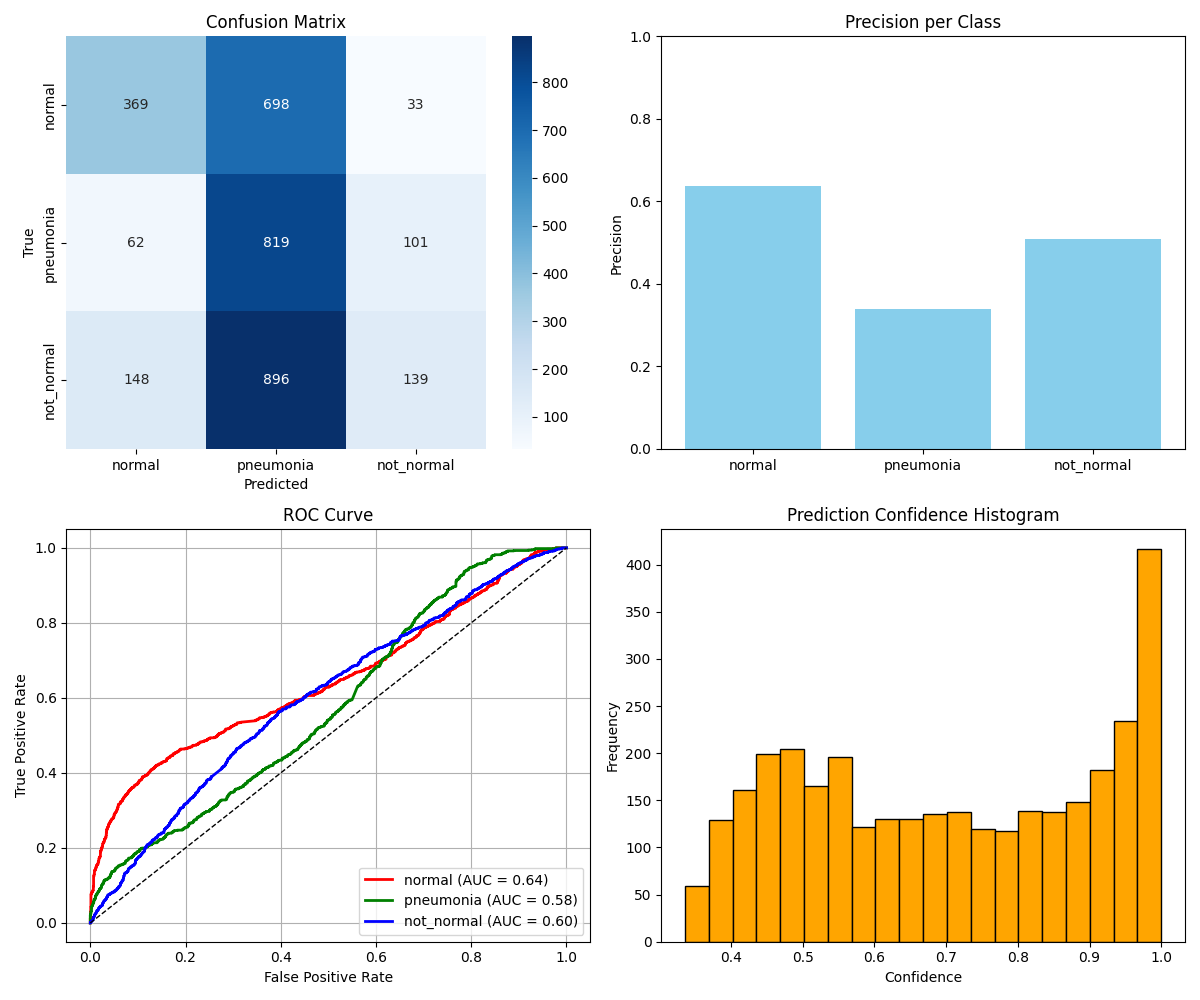 Confusion Matrix
True
normal
pneumonia
not_normal
369 698 33
62 819 101
148 896 139
normal pneumonia not_normal
Predicted
800
700
600
500
400
300
200
100
Precision per Class
Precision
1.0
0.8
0.6
0.4
0.2
0.0
normal pneumonia not_normal
ROC Curve
True Positive Rate
1.0
0.8
0.6
0.4
0.2
0.0
normal (AUC = 0.64)
pneumonia (AUC = 0.58)
not_normal (AUC = 0.60)
0.0 0.2 0.4 0.6 0.8 1.0
False Positive Rate
Prediction Confidence Histogram
Frequency
400
350
300
250
200
150
100
50
0
0.4 0.5 0.6 0.7 0.8 0.9 1.0
Confidence